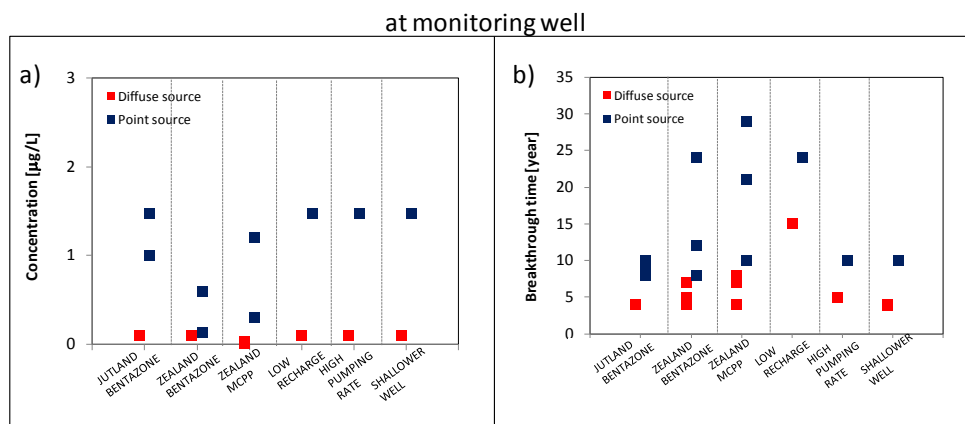 at monitoring well
a)
Concentration [µg/L]
3
2
1
0
Diffuse source
Point source
JUTLAND
BENTAZONE
ZEALAND
BENTAZONE
ZEALAND
MCPP
LOW
RECHARGE
HIGH
PUMPING
RATE
SHALLOWER
WELL
b)
Breakthrough time [year]
35
30
25
20
15
10
5
0
Diffuse source
Point source
JUTLAND
BENTAZONE
ZEALAND
BENTAZONE
ZEALAND
MCPP
LOW
RECHARGE
HIGH
PUMPING
RATE
SHALLOWER
WELL